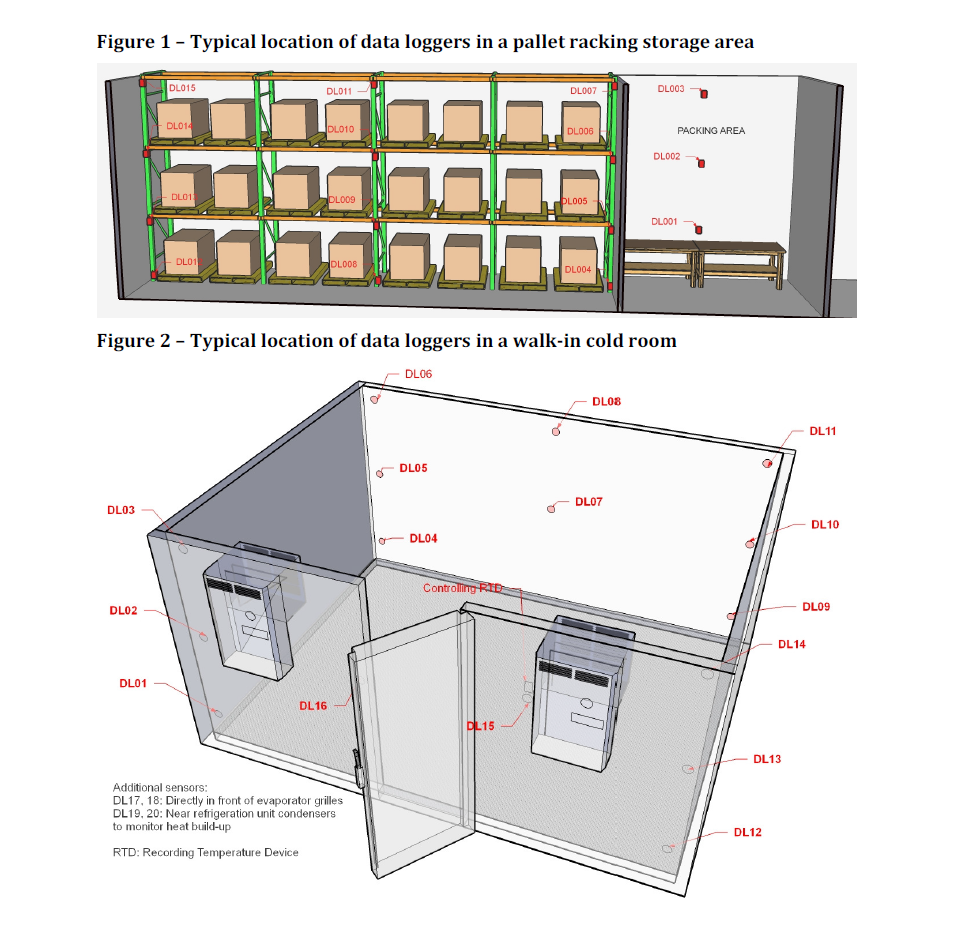 Figure 1 – Typical location of data loggers in a pallet racking storage area
DL015
DL011
DL007
DL003
DL014
DL010
DL006
PACKING AREA
DL002
DL009
DL005
DL001
DL008
DL004
Figure 2 – Typical location of data loggers in a walk-in cold room
DL06
DL08
DL11
DL05
DL07
DL03
DL10
DL04
Controlling RTD
DL02
DL09
DL14
DL01
DL16
DL15
DL13
Additional sensors:
DL17, 18: Directly in front of evaporator grilles
DL19, 20: Near refrigeration unit condensers
to monitor heat build-up
DL12
RTD: Recording Temperature Device